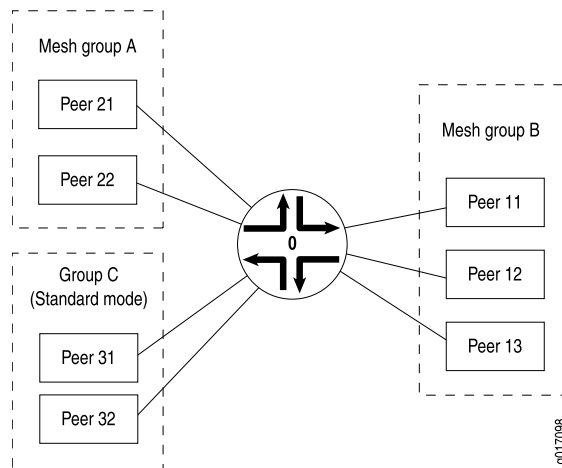 Mesh group A
Peer 21
Peer 22
Group C
(Standard mode)
Peer 31
Peer 32
0
Mesh group B
Peer 11
Peer 12
Peer 13
g017098